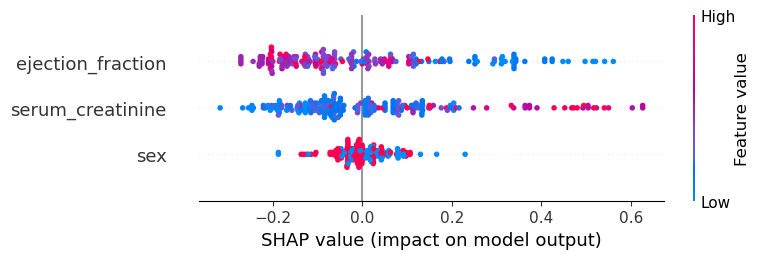 High
ejection_fraction
serum_creatinine
sex
Feature value
Low
−0.2 0.0 0.2 0.4 0.6
SHAP value (impact on model output)